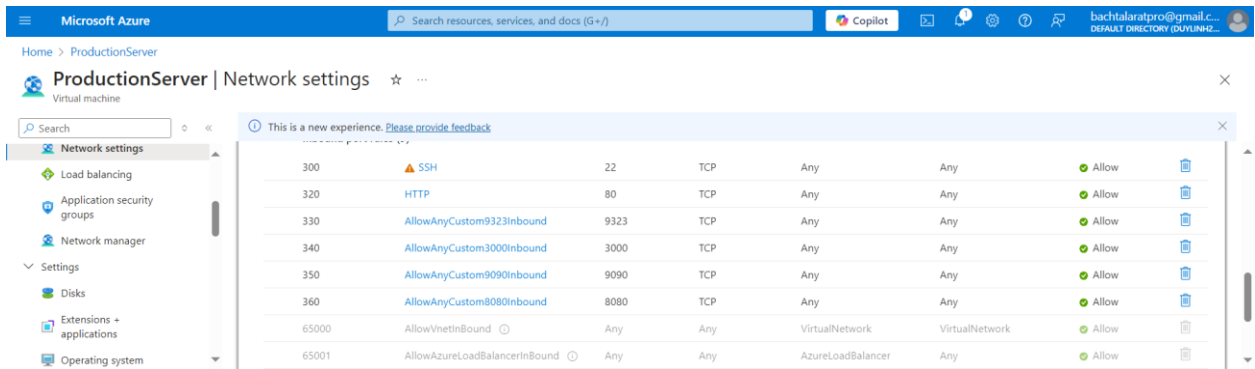 Microsoft Azure
Search resources, services, and docs (G+/)
Copilot
1
bachtalaratpro@gmail.c...
DEFAULT DIRECTORY (DUYLINH2...
Home > ProductionServer
ProductionServer | Network settings
Virtual machine
Search
This is a new experience. Please provide feedback
Network settings
Load balancing
Application security
groups
Network manager
Settings
Disks
Extensions +
applications
Operating system
300 SSH 22 TCP Any Any Allow
320 HTTP 80 TCP Any Any Allow
330 AllowAnyCustom9323Inbound 9323 TCP Any Any Allow
340 AllowAnyCustom3000Inbound 3000 TCP Any Any Allow
350 AllowAnyCustom9090Inbound 9090 TCP Any Any Allow
360 AllowAnyCustom8080Inbound 8080 TCP Any Any Allow
65000 AllowVnetInBound Any Any VirtualNetwork VirtualNetwork Allow
65001 AllowAzureLoadBalancerInBound Any Any AzureLoadBalancer Any Allow